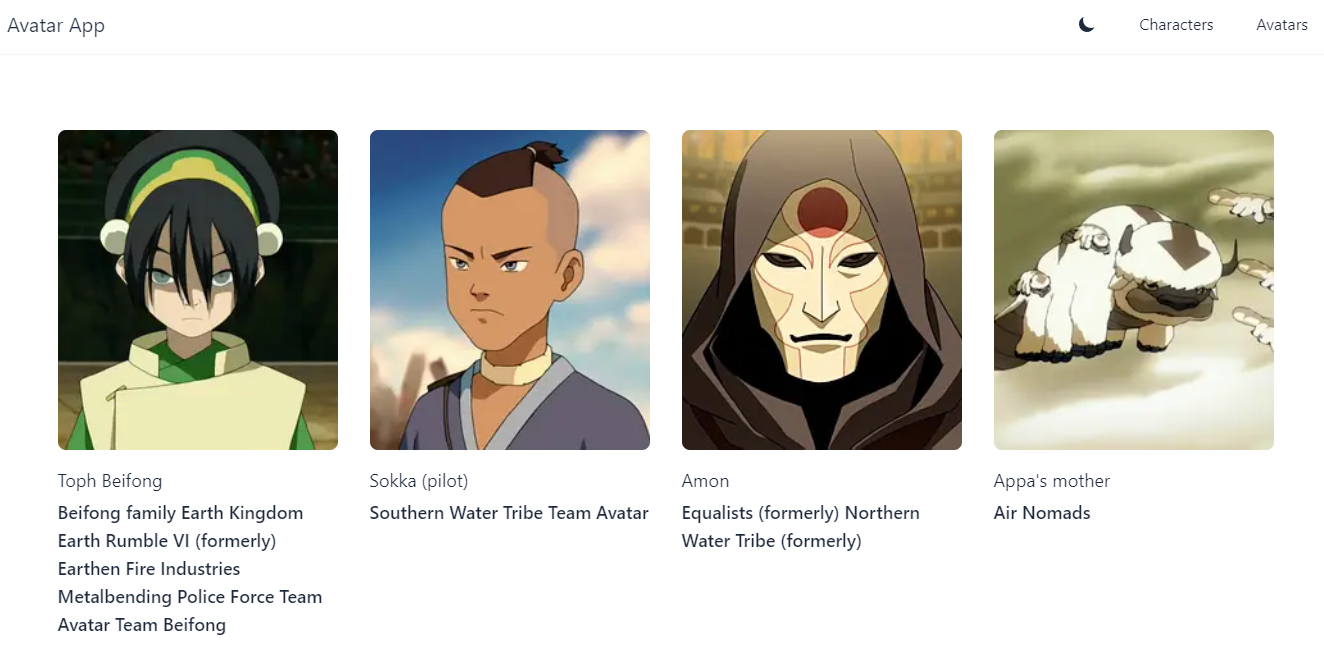 Avatar App
Characters
Avatars
Toph Beifong
Beifong family Earth Kingdom
Earth Rumble VI (formerly)
Earthen Fire Industries
Metalbending Police Force Team
Avatar Team Beifong
Sokka (pilot)
Southern Water Tribe Team Avatar
Amon
Equalists (formerly) Northern
Water Tribe (formerly)
Appa's mother
Air Nomads